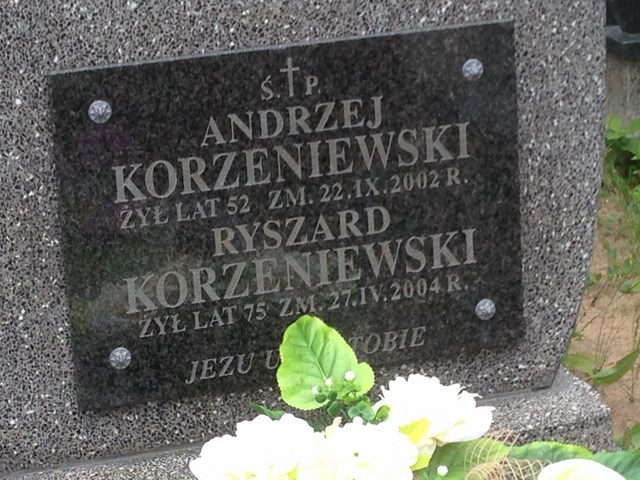 Ś. † P.
ANDRZEJ
KORZENIEWSKI
ŻYŁ LAT 52 ZM. 22.IX.2002 R.
RYSZARD
KORZENIEWSKI
ŻYŁ LAT 75 ZM. 27.IV.2004 R.
JEZU TOBIE